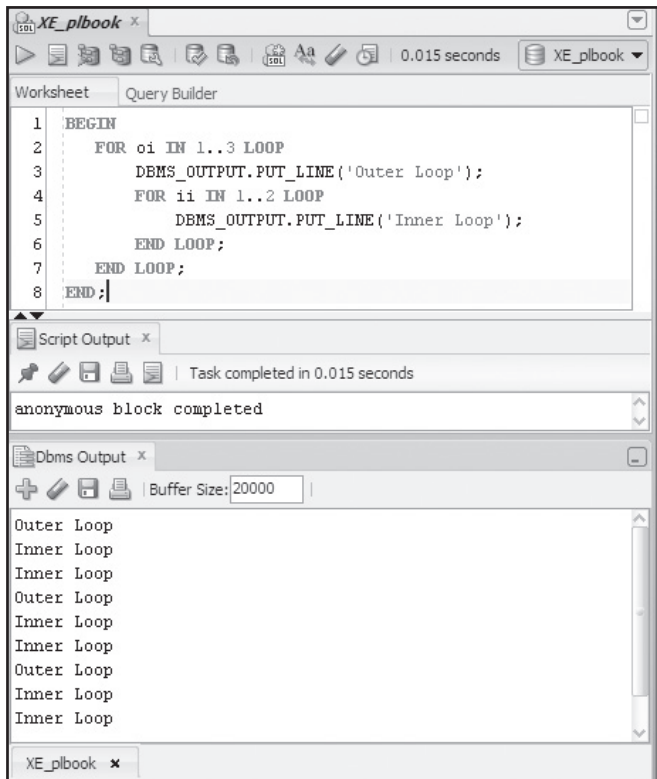 SQL XE_plbook x
SQL Aa 0.015 seconds XE_plbook
Worksheet Query Builder
1 BEGIN
2 FOR oi IN 1..3 LOOP
3 DBMS_OUTPUT.PUT_LINE('Outer Loop');
4 FOR ii IN 1..2 LOOP
5 DBMS_OUTPUT.PUT_LINE('Inner Loop');
6 END LOOP;
7 END LOOP;
8 END;
Script Output x
Task completed in 0.015 seconds
anonymous block completed
Dbms Output x
Buffer Size: 20000
Outer Loop
Inner Loop
Inner Loop
Outer Loop
Inner Loop
Inner Loop
Outer Loop
Inner Loop
Inner Loop
XE_plbook x